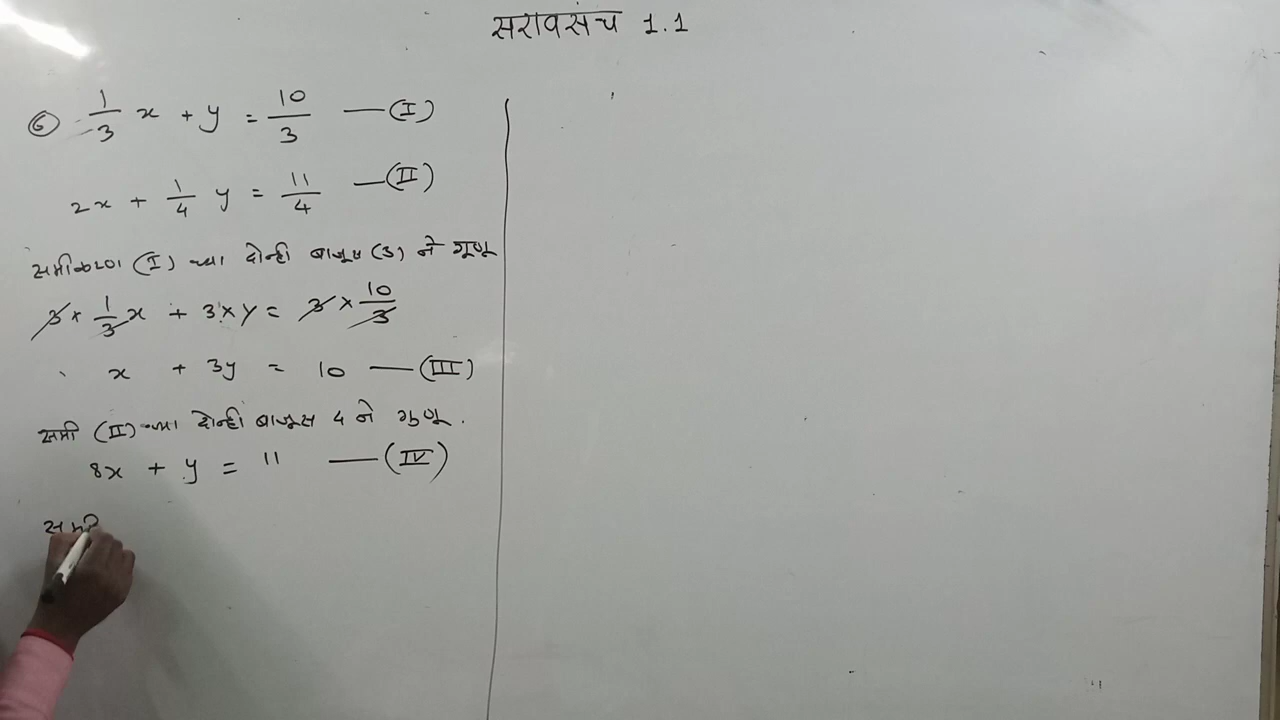 सरावसंच 1.1
(6) 1/3 x + y = 10/3 —(I)
2x + 1/4 y = 11/4 —(II)
समीकरण (I) च्या दोन्ही बाजूस (3) ने गूणू
3 × 1/3 x + 3 × y = 3 × 10/3
x + 3y = 10 —(III)
समी (II) च्या दोन्ही बाजूस 4 ने गूणू.
8x + y = 11 —(IV)
समी